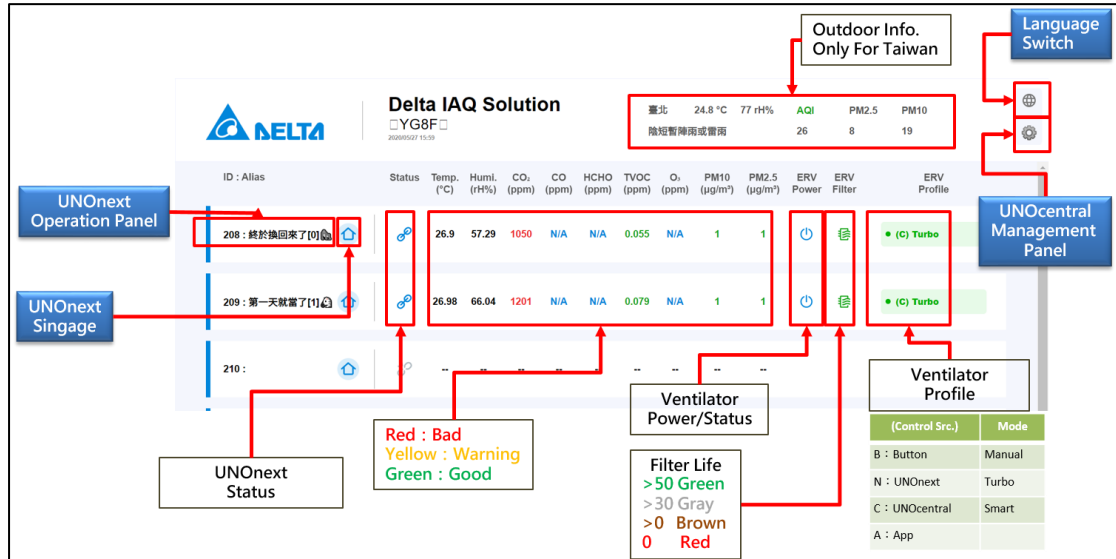 Outdoor Info.
Only For Taiwan
Language
Switch
DELTA
Delta IAQ Solution
□YG8F□
2020/05/27 15:59
臺北 24.8 °C 77 rH% AQI PM2.5 PM10
陰短暫陣雨或雷雨 26 8 19
UNOcentral
Management
Panel
UNOnext
Operation Panel
UNOnext
Singage
ID : Alias Status Temp. Humi. CO₂ CO HCHO TVOC O₃ PM10 PM2.5 ERV ERV ERV
(°C) (rH%) (ppm) (ppm) (ppm) (ppm) (ppm) (μg/m³) (μg/m³) Power Filter Profile
208 : 終於換回來了[0] 26.9 57.29 1050 N/A N/A 0.055 N/A 1 1 (C) Turbo
209 : 第一天就當了[1] 26.98 66.04 1201 N/A N/A 0.079 N/A 1 1 (C) Turbo
210 : -- -- -- -- -- -- -- -- --
UNOnext
Status
Red : Bad
Yellow : Warning
Green : Good
Ventilator
Power/Status
Filter Life
>50 Green
>30 Gray
>0 Brown
0 Red
Ventilator
Profile
(Control Src.) Mode
B : Button Manual
N : UNOnext Turbo
C : UNOcentral Smart
A : App